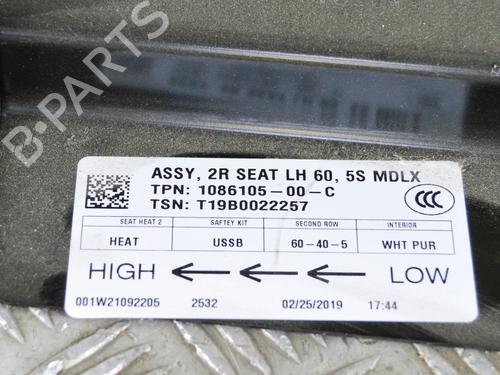 B-PARTS
ASSY, 2R SEAT LH 60, 5S MDLX
TPN: 1086105-00-C
TSN: T19B0022257
CCC
SEAT HEAT 2 SAFTEY KIT SECOND ROW INTERIOR
HEAT USSB 60-40-5 WHT PUR
HIGH ← ← ← ← LOW
001W21092205 2532 02/25/2019 17:44